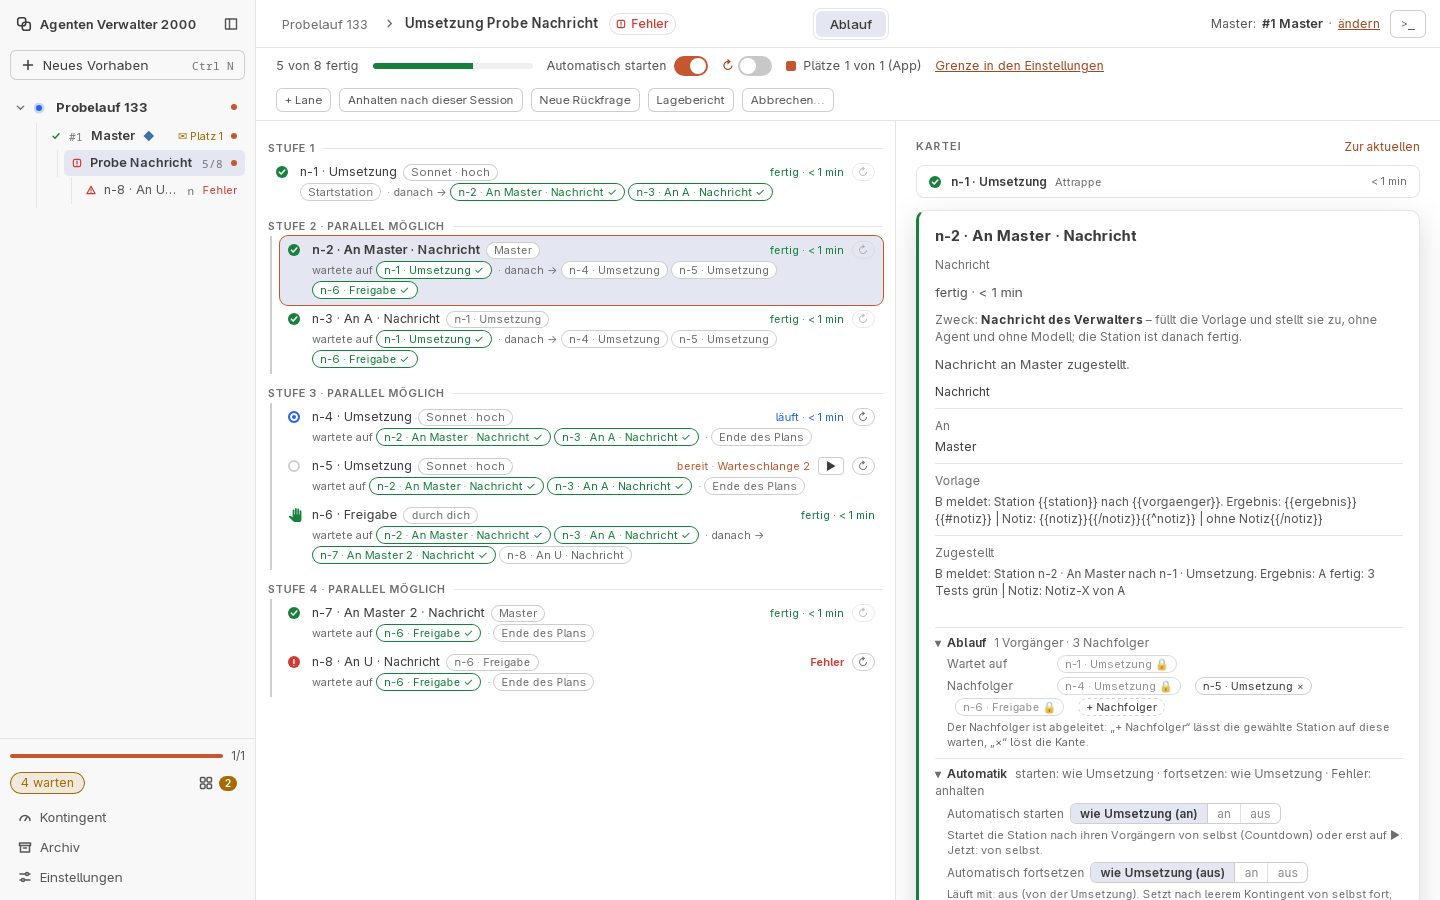 Agenten Verwalter 2000
Neues Vorhaben Ctrl N
Probelauf 133
#1 Master Platz 1
Probe Nachricht 5/8
n-8 · An U… n Fehler
1/1
4 warten 2
Kontingent
Archiv
Einstellungen
Probelauf 133 > Umsetzung Probe Nachricht Fehler
Ablauf
Master: #1 Master · ändern >_
5 von 8 fertig Automatisch starten Plätze 1 von 1 (App) Grenze in den Einstellungen
+ Lane Anhalten nach dieser Session Neue Rückfrage Lagebericht Abbrechen…
STUFE 1
n-1 · Umsetzung Sonnet · hoch fertig · < 1 min
Startstation · danach → n-2 · An Master · Nachricht ✓ n-3 · An A · Nachricht ✓
STUFE 2 · PARALLEL MÖGLICH
n-2 · An Master · Nachricht Master fertig · < 1 min
wartete auf n-1 · Umsetzung ✓ · danach → n-4 · Umsetzung n-5 · Umsetzung
n-6 · Freigabe ✓
n-3 · An A · Nachricht n-1 · Umsetzung fertig · < 1 min
wartete auf n-1 · Umsetzung ✓ · danach → n-4 · Umsetzung n-5 · Umsetzung
n-6 · Freigabe ✓
STUFE 3 · PARALLEL MÖGLICH
n-4 · Umsetzung Sonnet · hoch läuft · < 1 min
wartete auf n-2 · An Master · Nachricht ✓ n-3 · An A · Nachricht ✓ · Ende des Plans
n-5 · Umsetzung Sonnet · hoch bereit · Warteschlange 2
wartet auf n-2 · An Master · Nachricht ✓ n-3 · An A · Nachricht ✓ · Ende des Plans
n-6 · Freigabe durch dich fertig · < 1 min
wartete auf n-2 · An Master · Nachricht ✓ n-3 · An A · Nachricht ✓ · danach →
n-7 · An Master 2 · Nachricht ✓ n-8 · An U · Nachricht
STUFE 4 · PARALLEL MÖGLICH
n-7 · An Master 2 · Nachricht Master fertig · < 1 min
wartete auf n-6 · Freigabe ✓ · Ende des Plans
n-8 · An U · Nachricht n-6 · Freigabe Fehler
wartete auf n-6 · Freigabe ✓ · Ende des Plans
KARTEI Zur aktuellen
n-1 · Umsetzung Attrappe < 1 min
n-2 · An Master · Nachricht
Nachricht
fertig · < 1 min
Zweck: Nachricht des Verwalters – füllt die Vorlage und stellt sie zu, ohne
Agent und ohne Modell; die Station ist danach fertig.
Nachricht an Master zugestellt.
Nachricht
An
Master
Vorlage
B meldet: Station {{station}} nach {{vorgaenger}}. Ergebnis: {{ergebnis}}
{{#notiz}} | Notiz: {{notiz}}{{/notiz}}{{^notiz}} | ohne Notiz{{/notiz}}
Zugestellt
B meldet: Station n-2 · An Master nach n-1 · Umsetzung. Ergebnis: A fertig: 3
Tests grün | Notiz: Notiz-X von A
▾ Ablauf 1 Vorgänger · 3 Nachfolger
Wartet auf n-1 · Umsetzung
Nachfolger n-4 · Umsetzung n-5 · Umsetzung ×
n-6 · Freigabe + Nachfolger
Der Nachfolger ist abgeleitet: „+ Nachfolger“ lässt die gewählte Station auf diese
warten, „×“ löst die Kante.
▾ Automatik starten: wie Umsetzung · fortsetzen: wie Umsetzung · Fehler:
anhalten
Automatisch starten wie Umsetzung (an) an aus
Startet die Station nach ihren Vorgängern von selbst (Countdown) oder erst auf ▶.
Jetzt: von selbst.
Automatisch fortsetzen wie Umsetzung (aus) an aus
Läuft mit: aus (von der Umsetzung). Setzt nach leerem Kontingent von selbst fort;